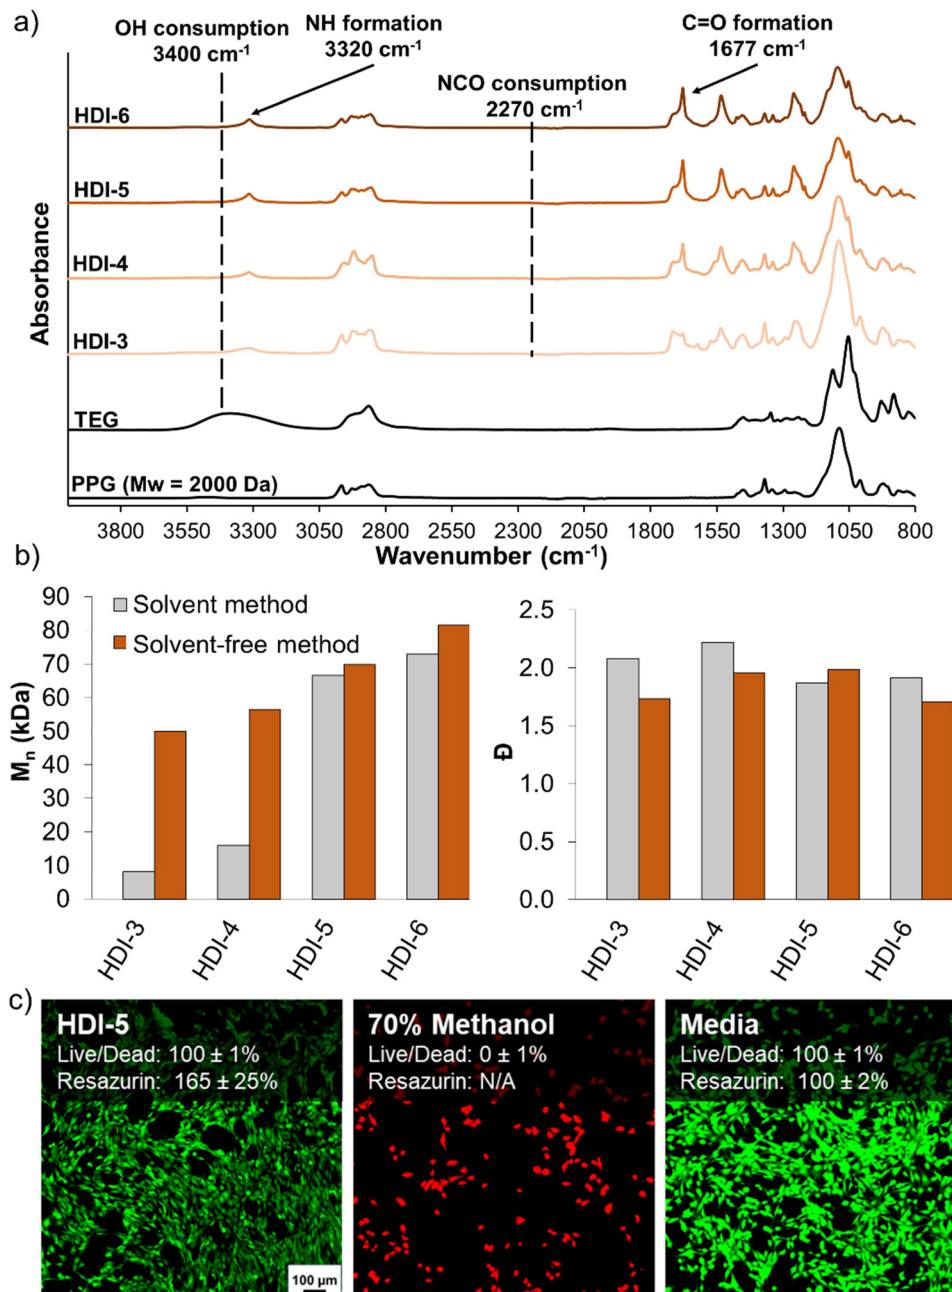 a)
OH consumption
3400 cm⁻¹
NH formation
3320 cm⁻¹
C=O formation
1677 cm⁻¹
NCO consumption
2270 cm⁻¹
HDI-6
HDI-5
HDI-4
HDI-3
TEG
PPG (Mw = 2000 Da)
Absorbance
3800 3550 3300 3050 2800 2550 2300 2050 1800 1550 1300 1050 800
Wavenumber (cm⁻¹)
b)
Solvent method
Solvent-free method
Mₙ (kDa)
90
80
70
60
50
40
30
20
10
0
HDI-3 HDI-4 HDI-5 HDI-6
Đ
2.5
2.0
1.5
1.0
0.5
0.0
HDI-3 HDI-4 HDI-5 HDI-6
c)
HDI-5
Live/Dead: 100 ± 1%
Resazurin: 165 ± 25%
100 µm
70% Methanol
Live/Dead: 0 ± 1%
Resazurin: N/A
Media
Live/Dead: 100 ± 1%
Resazurin: 100 ± 2%